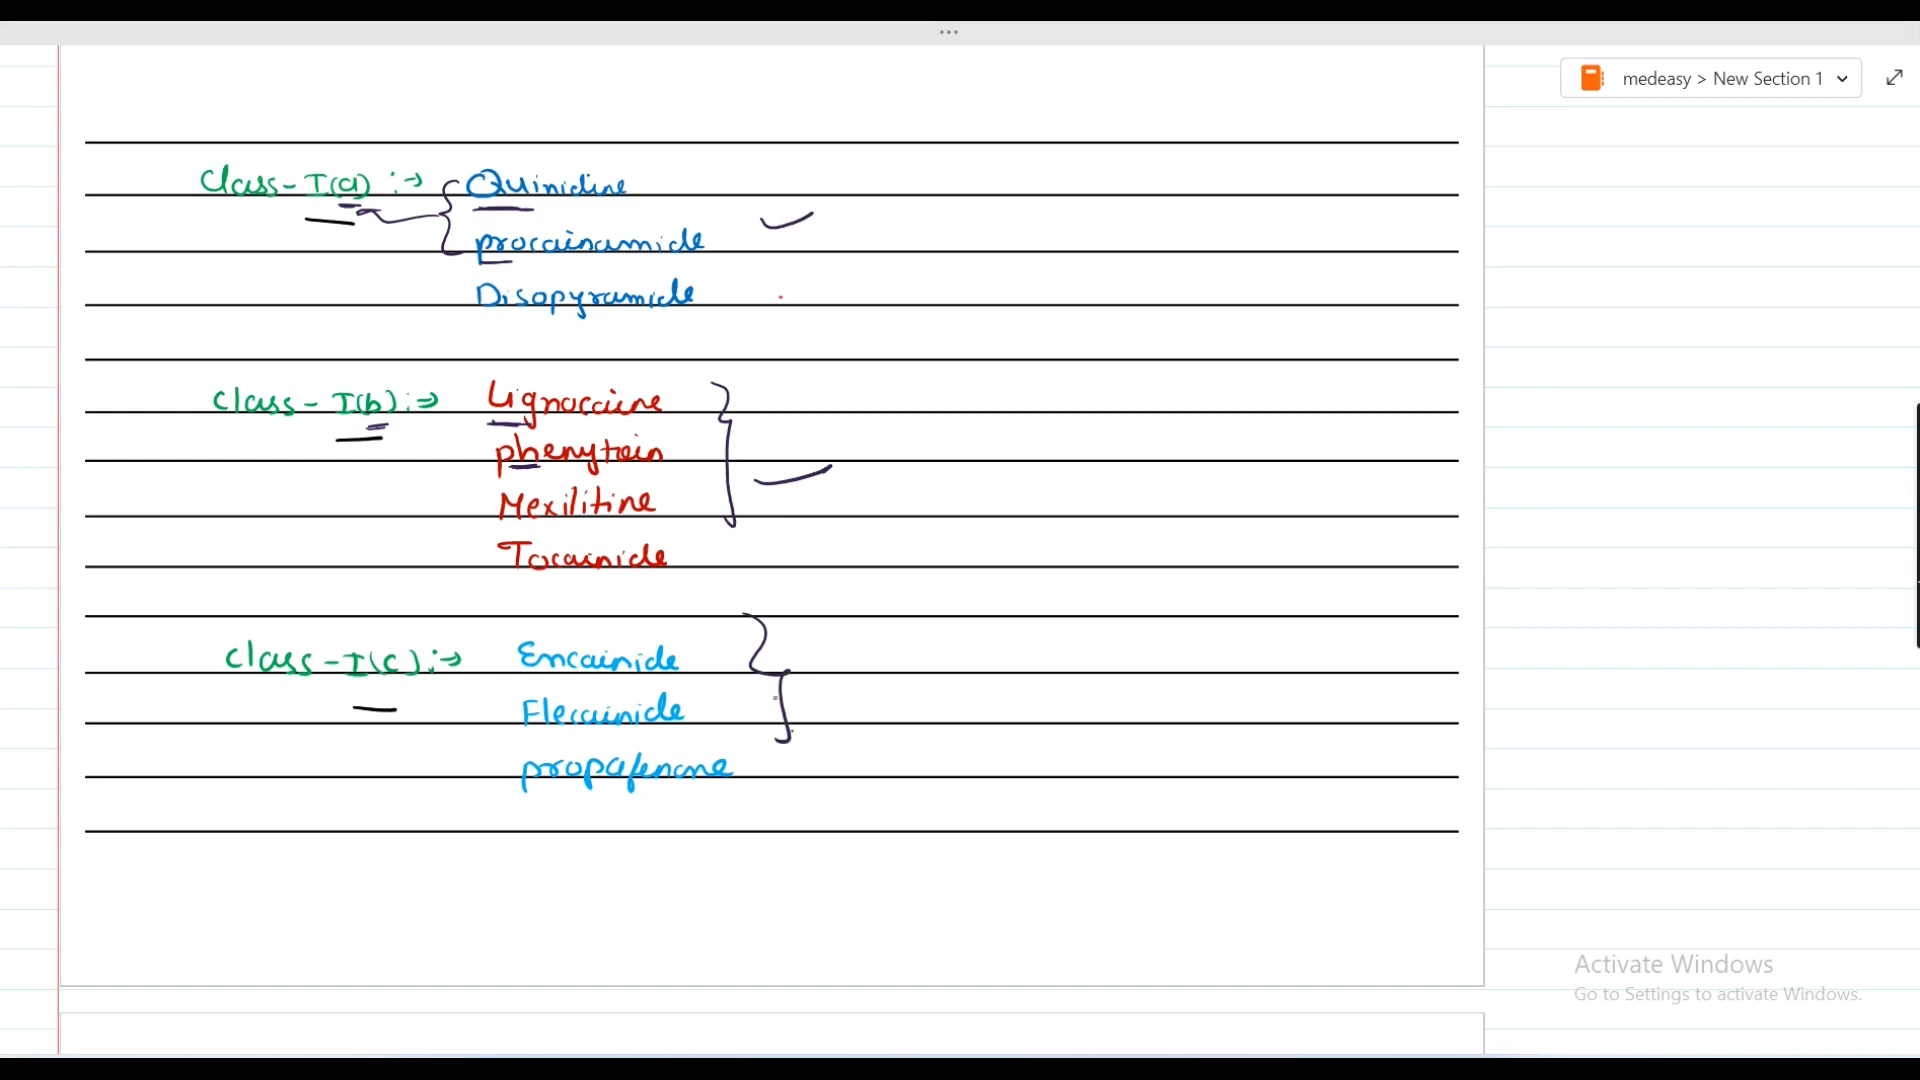 ...
medeasy > New Section 1
Class-I(a) :→ Quinidine
procainamide
Disopyramide
class-I(b) :⇒ Lignocaine
phenytoin
Mexilitine
Tocainide
class-I(c) :→ Encainide
Flecainide
propafenone
Activate Windows
Go to Settings to activate Windows.